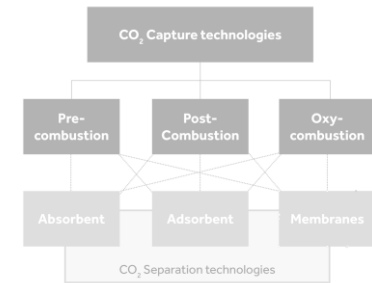 CO₂ Capture technologies
Pre-
combustion
Post-
Combustion
Oxy-
combustion
Absorbent
Adsorbent
Membranes
CO₂ Separation technologies